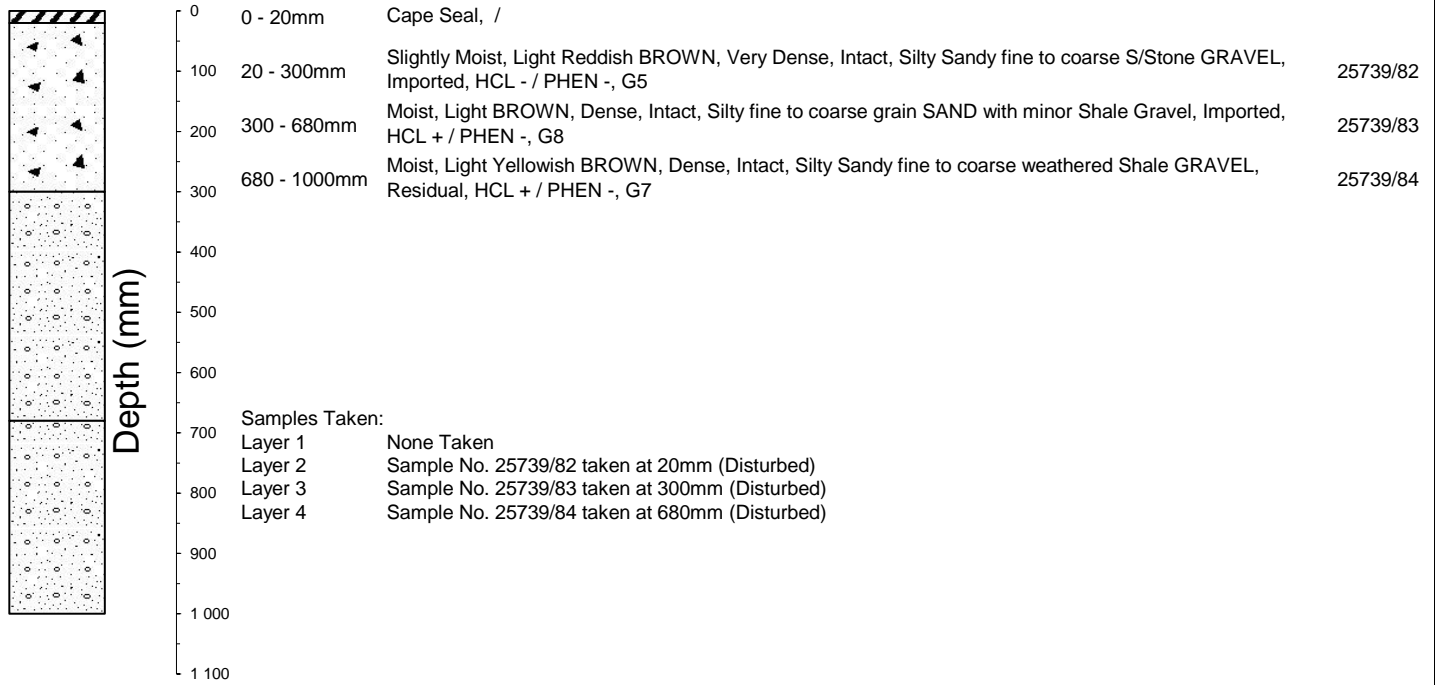 0
100
200
300
400
500
600
700
800
900
1 000
1 100
Depth (mm)
0 - 20mm Cape Seal, /
20 - 300mm Slightly Moist, Light Reddish BROWN, Very Dense, Intact, Silty Sandy fine to coarse S/Stone GRAVEL,
Imported, HCL - / PHEN -, G5 25739/82
300 - 680mm Moist, Light BROWN, Dense, Intact, Silty fine to coarse grain SAND with minor Shale Gravel, Imported,
HCL + / PHEN -, G8 25739/83
680 - 1000mm Moist, Light Yellowish BROWN, Dense, Intact, Silty Sandy fine to coarse weathered Shale GRAVEL,
Residual, HCL + / PHEN -, G7 25739/84
Samples Taken:
Layer 1 None Taken
Layer 2 Sample No. 25739/82 taken at 20mm (Disturbed)
Layer 3 Sample No. 25739/83 taken at 300mm (Disturbed)
Layer 4 Sample No. 25739/84 taken at 680mm (Disturbed)